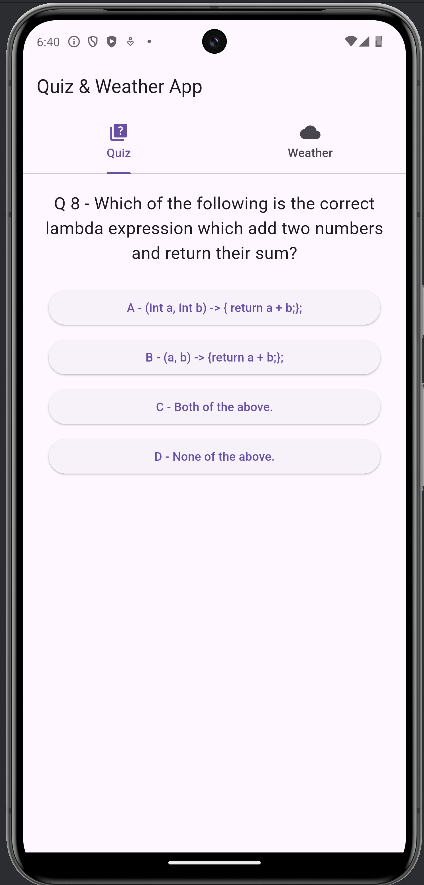 6:40
Quiz & Weather App
Quiz
Weather
Q 8 - Which of the following is the correct
lambda expression which add two numbers
and return their sum?
A - (int a, int b) -> { return a + b;};
B - (a, b) -> {return a + b;};
C - Both of the above.
D - None of the above.